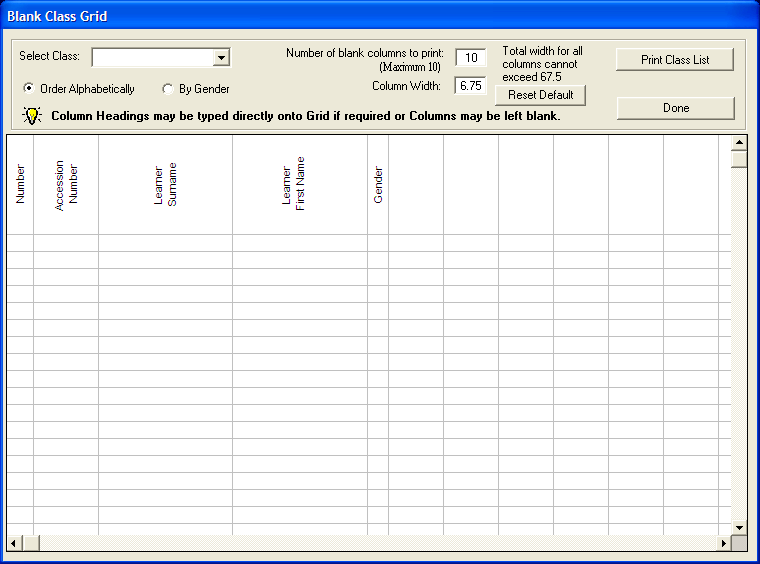 Blank Class Grid
Select Class:
Number of blank columns to print:
(Maximum 10)
10
Total width for all
columns cannot
exceed 67.5
Print Class List
Order Alphabetically
By Gender
Column Width:
6.75
Reset Default
Done
Column Headings may be typed directly onto Grid if required or Columns may be left blank.
Number
Accession
Number
Learner
Surname
Learner
First Name
Gender